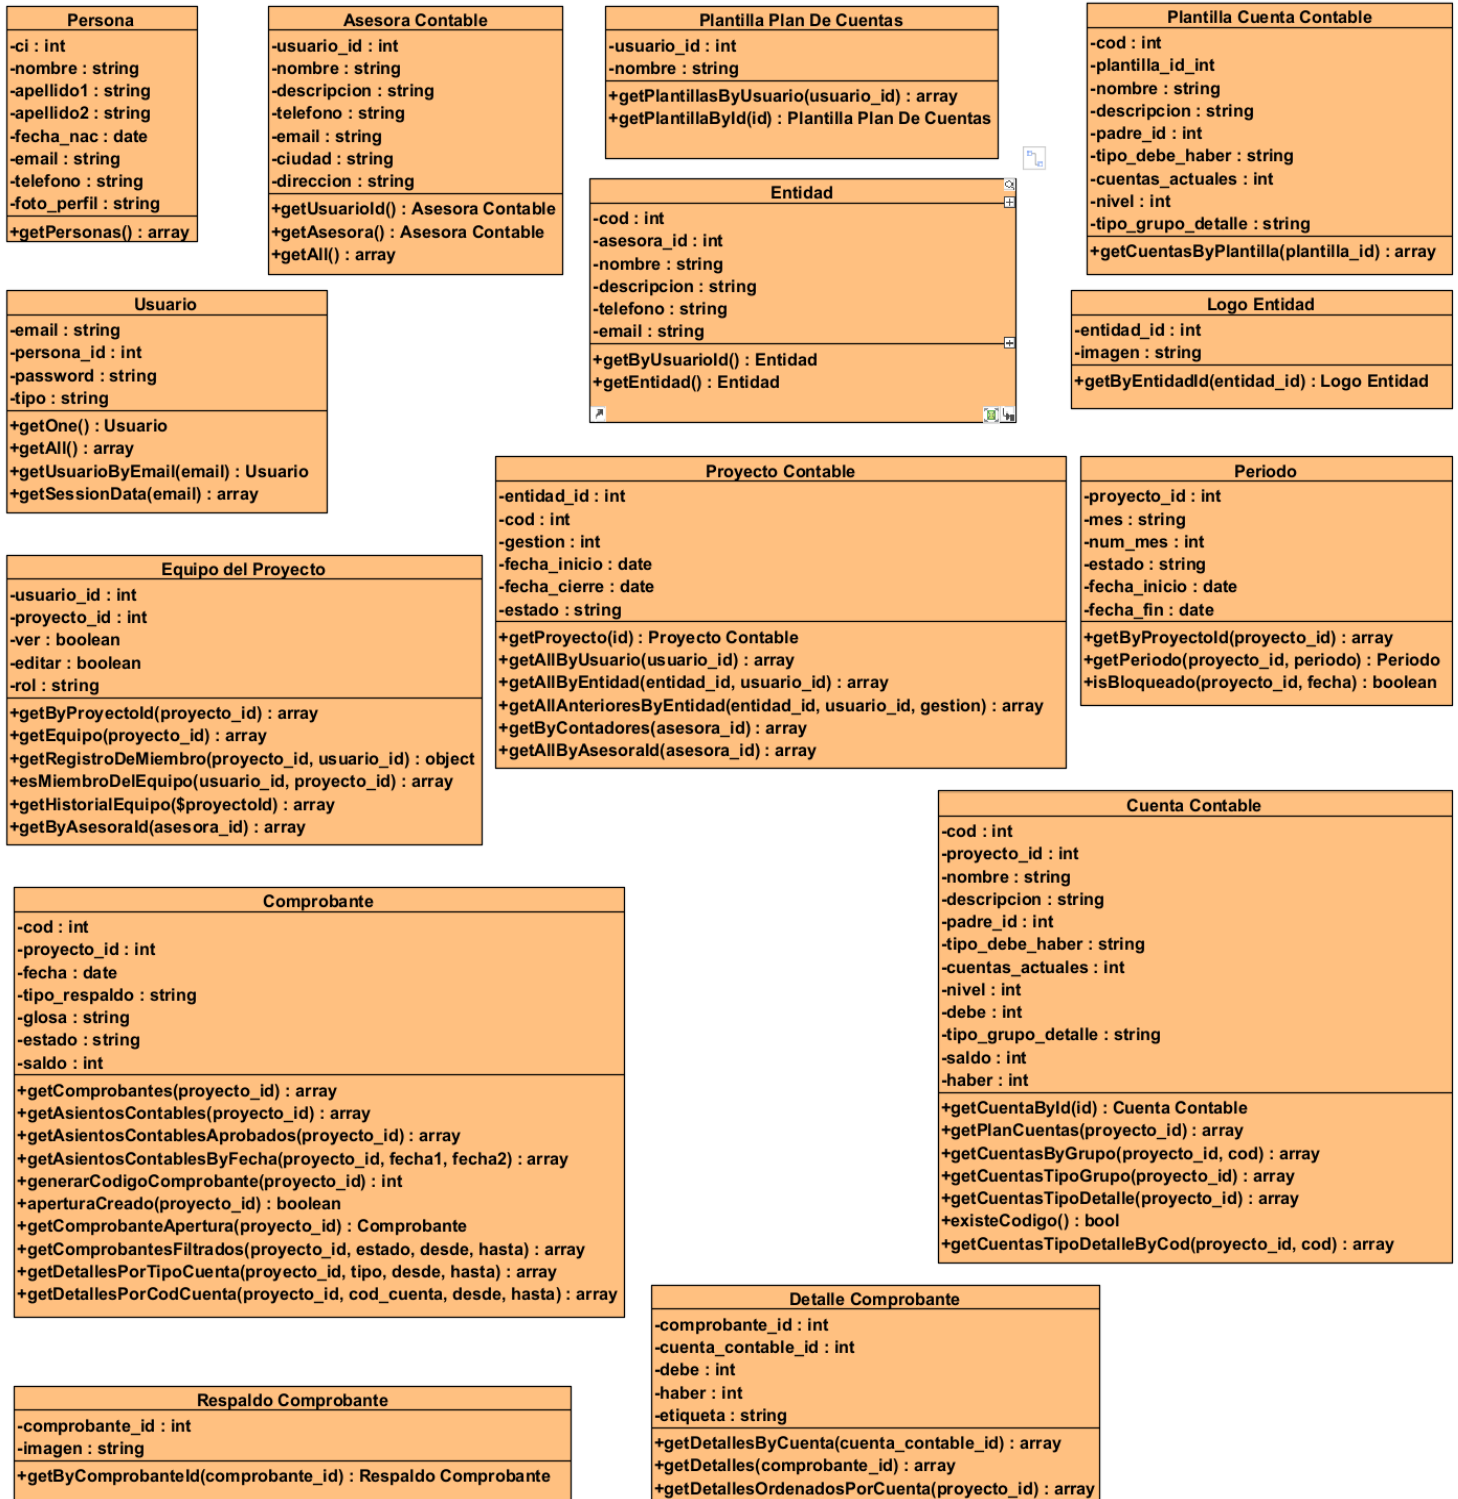 Persona
-ci : int
-nombre : string
-apellido1 : string
-apellido2 : string
-fecha_nac : date
-email : string
-telefono : string
-foto_perfil : string
+getPersonas() : array
Asesora Contable
-usuario_id : int
-nombre : string
-descripcion : string
-telefono : string
-email : string
-ciudad : string
-direccion : string
+getUsuarioId() : Asesora Contable
+getAsesora() : Asesora Contable
+getAll() : array
Plantilla Plan De Cuentas
-usuario_id : int
-nombre : string
+getPlantillasByUsuario(usuario_id) : array
+getPlantillaById(id) : Plantilla Plan De Cuentas
Plantilla Cuenta Contable
-cod : int
-plantilla_id_int
-nombre : string
-descripcion : string
-padre_id : int
-tipo_debe_haber : string
-cuentas_actuales : int
-nivel : int
-tipo_grupo_detalle : string
+getCuentasByPlantilla(plantilla_id) : array
Entidad
-cod : int
-asesora_id : int
-nombre : string
-descripcion : string
-telefono : string
-email : string
+getByUsuarioId() : Entidad
+getEntidad() : Entidad
Usuario
-email : string
-persona_id : int
-password : string
-tipo : string
+getOne() : Usuario
+getAll() : array
+getUsuarioByEmail(email) : Usuario
+getSessionData(email) : array
Logo Entidad
-entidad_id : int
-imagen : string
+getByEntidadId(entidad_id) : Logo Entidad
Proyecto Contable
-entidad_id : int
-cod : int
-gestion : int
-fecha_inicio : date
-fecha_cierre : date
-estado : string
+getProyecto(id) : Proyecto Contable
+getAllByUsuario(usuario_id) : array
+getAllByEntidad(entidad_id, usuario_id) : array
+getAllAnterioresByEntidad(entidad_id, usuario_id, gestion) : array
+getByContadores(asesora_id) : array
+getAllByAsesoraId(asesora_id) : array
Periodo
-proyecto_id : int
-mes : string
-num_mes : int
-estado : string
-fecha_inicio : date
-fecha_fin : date
+getByProyectoId(proyecto_id) : array
+getPeriodo(proyecto_id, periodo) : Periodo
+isBloqueado(proyecto_id, fecha) : boolean
Equipo del Proyecto
-usuario_id : int
-proyecto_id : int
-ver : boolean
-editar : boolean
-rol : string
+getByProyectoId(proyecto_id) : array
+getEquipo(proyecto_id) : array
+getRegistroDeMiembro(proyecto_id, usuario_id) : object
+esMiembroDelEquipo(usuario_id, proyecto_id) : array
+getHistorialEquipo($proyectoId) : array
+getByAsesoraId(asesora_id) : array
Cuenta Contable
-cod : int
-proyecto_id : int
-nombre : string
-descripcion : string
-padre_id : int
-tipo_debe_haber : string
-cuentas_actuales : int
-nivel : int
-debe : int
-tipo_grupo_detalle : string
-saldo : int
-haber : int
+getCuentaById(id) : Cuenta Contable
+getPlanCuentas(proyecto_id) : array
+getCuentasByGrupo(proyecto_id, cod) : array
+getCuentasTipoGrupo(proyecto_id) : array
+getCuentasTipoDetalle(proyecto_id) : array
+existeCodigo() : bool
+getCuentasTipoDetalleByCod(proyecto_id, cod) : array
Comprobante
-cod : int
-proyecto_id : int
-fecha : date
-tipo_respaldo : string
-glosa : string
-estado : string
-saldo : int
+getComprobantes(proyecto_id) : array
+getAsientosContables(proyecto_id) : array
+getAsientosContablesAprobados(proyecto_id) : array
+getAsientosContablesByFecha(proyecto_id, fecha1, fecha2) : array
+generarCodigoComprobante(proyecto_id) : int
+aperturaCreado(proyecto_id) : boolean
+getComprobanteApertura(proyecto_id) : Comprobante
+getComprobantesFiltrados(proyecto_id, estado, desde, hasta) : array
+getDetallesPorTipoCuenta(proyecto_id, tipo, desde, hasta) : array
+getDetallesPorCodCuenta(proyecto_id, cod_cuenta, desde, hasta) : array
Detalle Comprobante
-comprobante_id : int
-cuenta_contable_id : int
-debe : int
-haber : int
-etiqueta : string
+getDetallesByCuenta(cuenta_contable_id) : array
+getDetalles(comprobante_id) : array
+getDetallesOrdenadosPorCuenta(proyecto_id) : array
Respaldo Comprobante
-comprobante_id : int
-imagen : string
+getByComprobanteId(comprobante_id) : Respaldo Comprobante